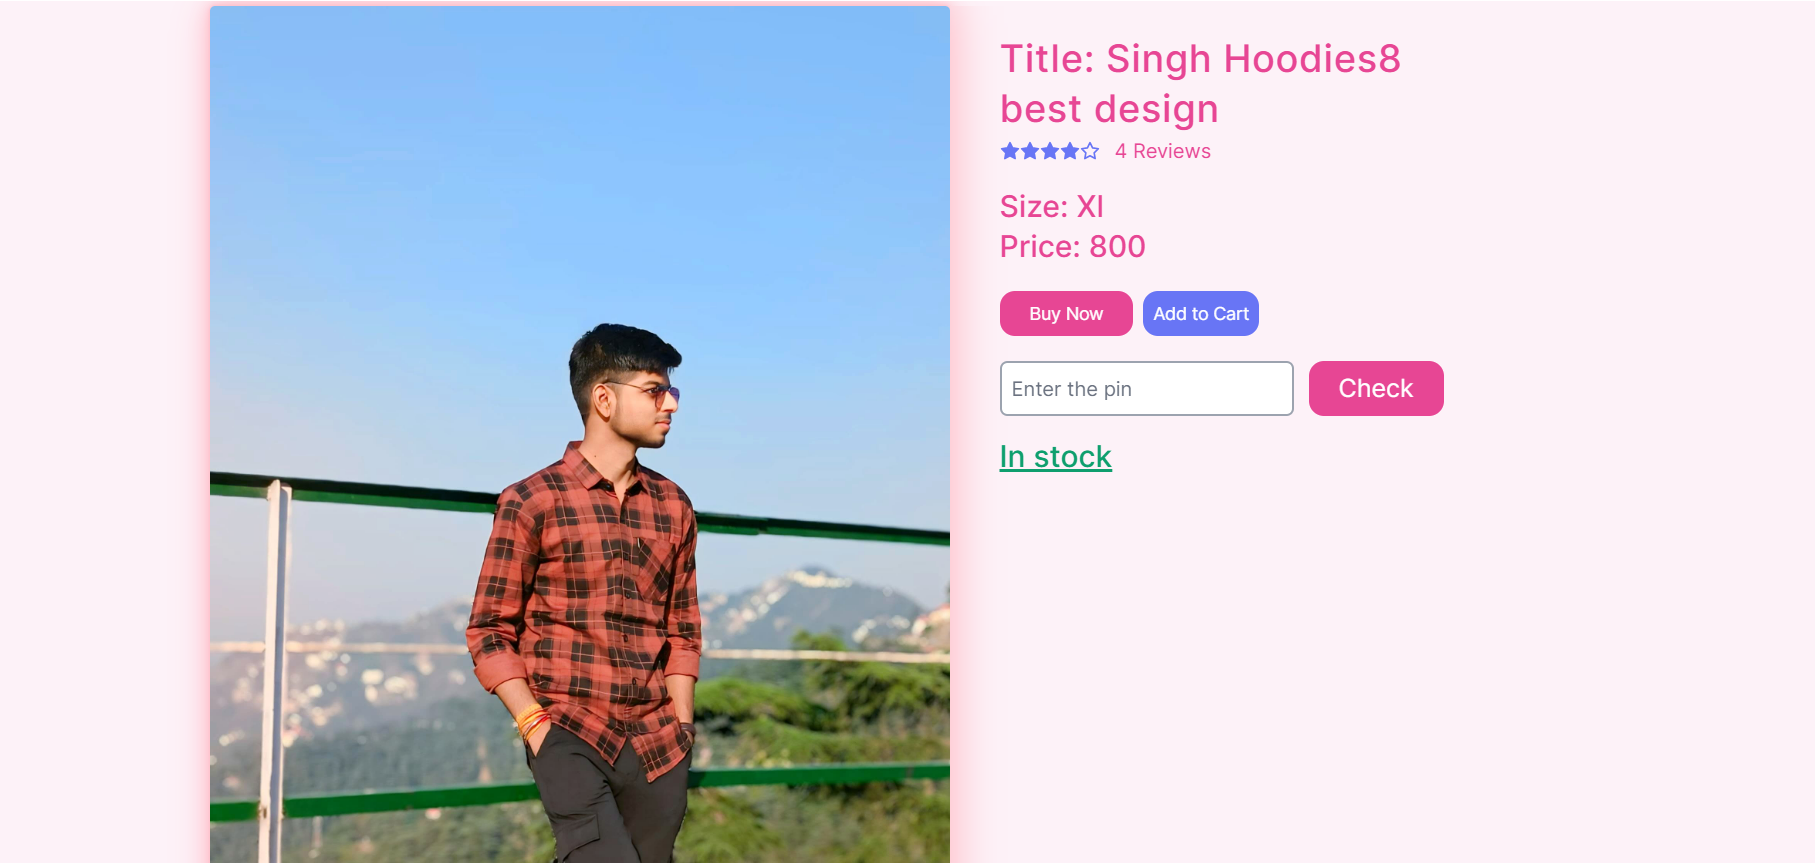 Title: Singh Hoodies8
best design
4 Reviews
Size: Xl
Price: 800
Buy Now
Add to Cart
Enter the pin
Check
In stock